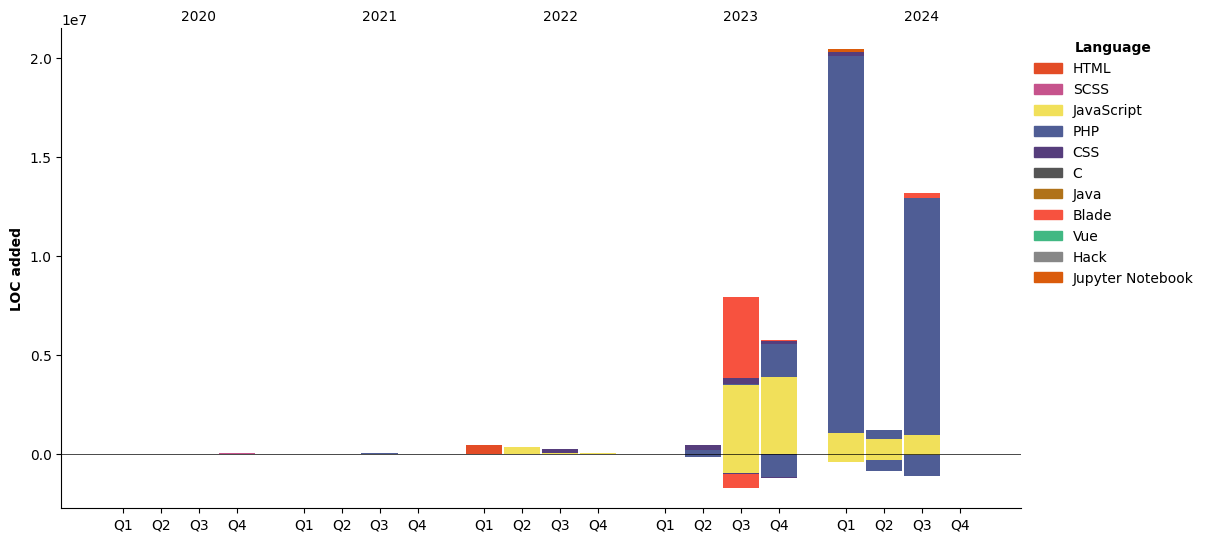 1e7
2020 2021 2022 2023 2024
2.0
1.5
1.0
0.5
0.0
LOC added
Q1 Q2 Q3 Q4 Q1 Q2 Q3 Q4 Q1 Q2 Q3 Q4 Q1 Q2 Q3 Q4 Q1 Q2 Q3 Q4
Language
HTML
SCSS
JavaScript
PHP
CSS
C
Java
Blade
Vue
Hack
Jupyter Notebook